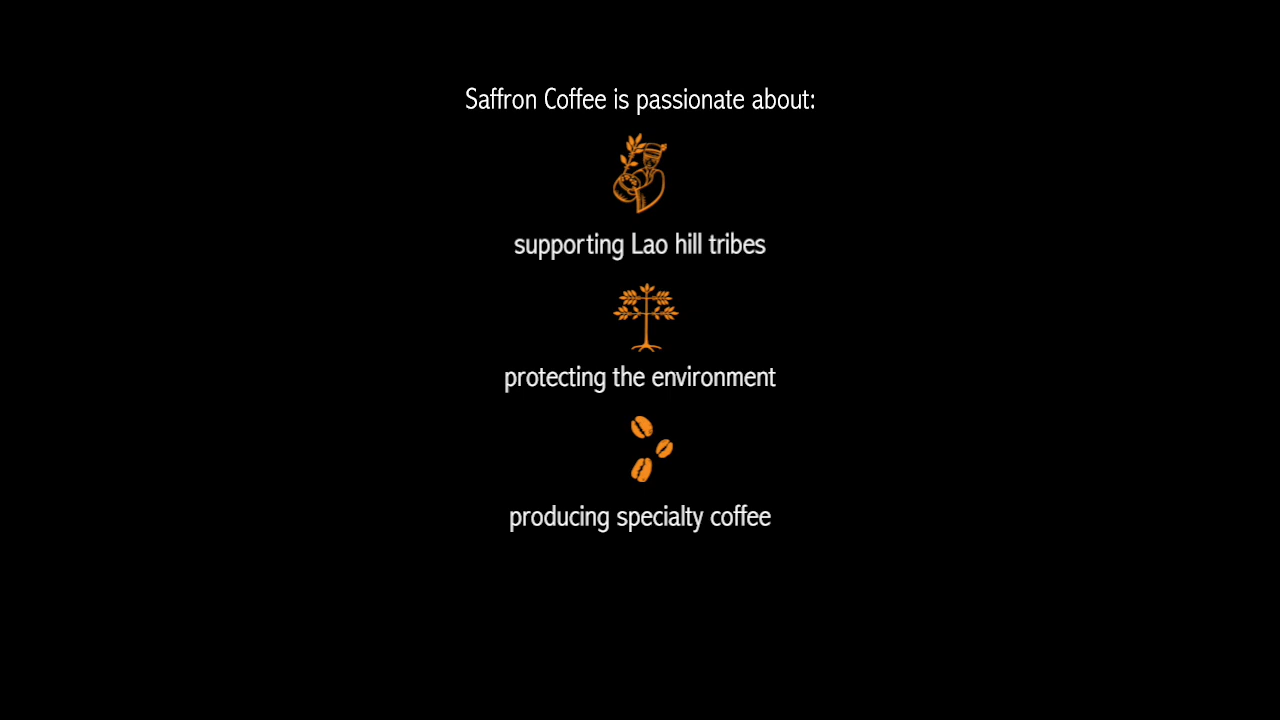 Saffron Coffee is passionate about:
supporting Lao hill tribes
protecting the environment
producing specialty coffee